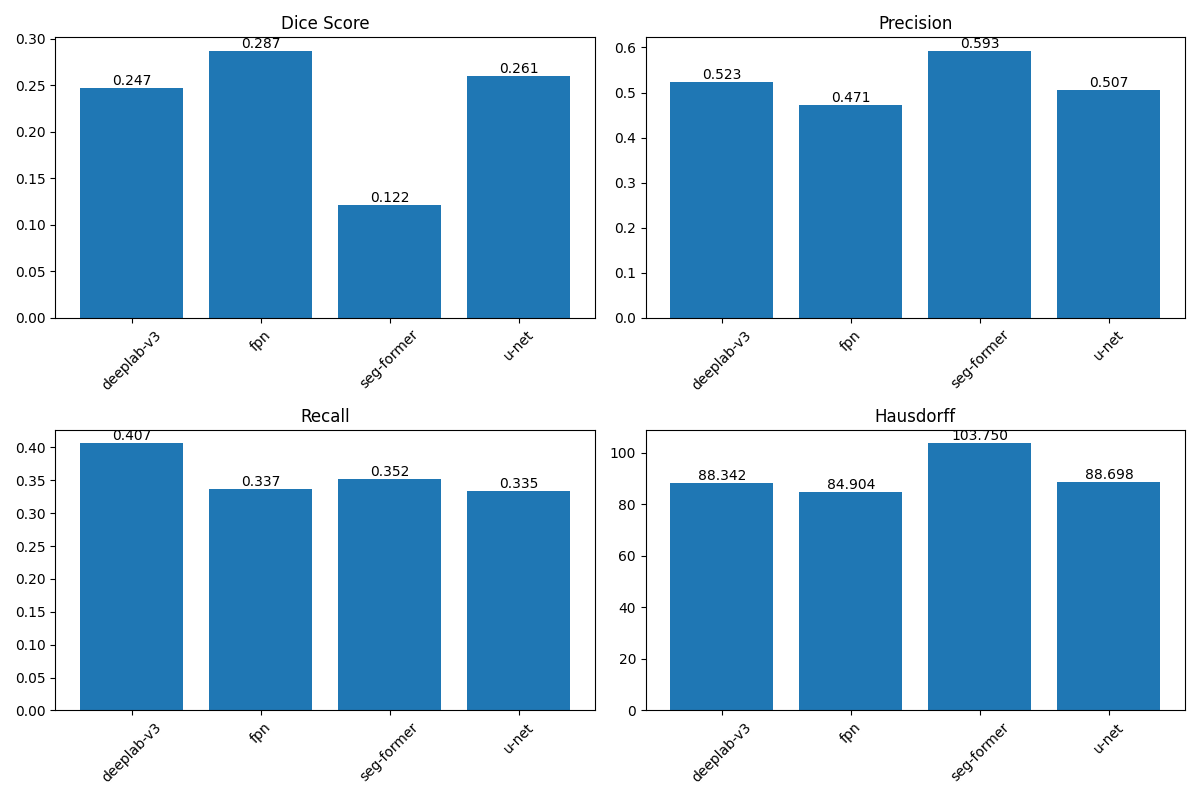 Dice Score
0.30
0.25
0.20
0.15
0.10
0.05
0.00
0.247
0.287
0.122
0.261
deeplab-v3
fpn
seg-former
u-net
Precision
0.6
0.5
0.4
0.3
0.2
0.1
0.0
0.523
0.471
0.593
0.507
deeplab-v3
fpn
seg-former
u-net
Recall
0.40
0.35
0.30
0.25
0.20
0.15
0.10
0.05
0.00
0.407
0.337
0.352
0.335
deeplab-v3
fpn
seg-former
u-net
Hausdorff
100
80
60
40
20
0
88.342
84.904
103.750
88.698
deeplab-v3
fpn
seg-former
u-net